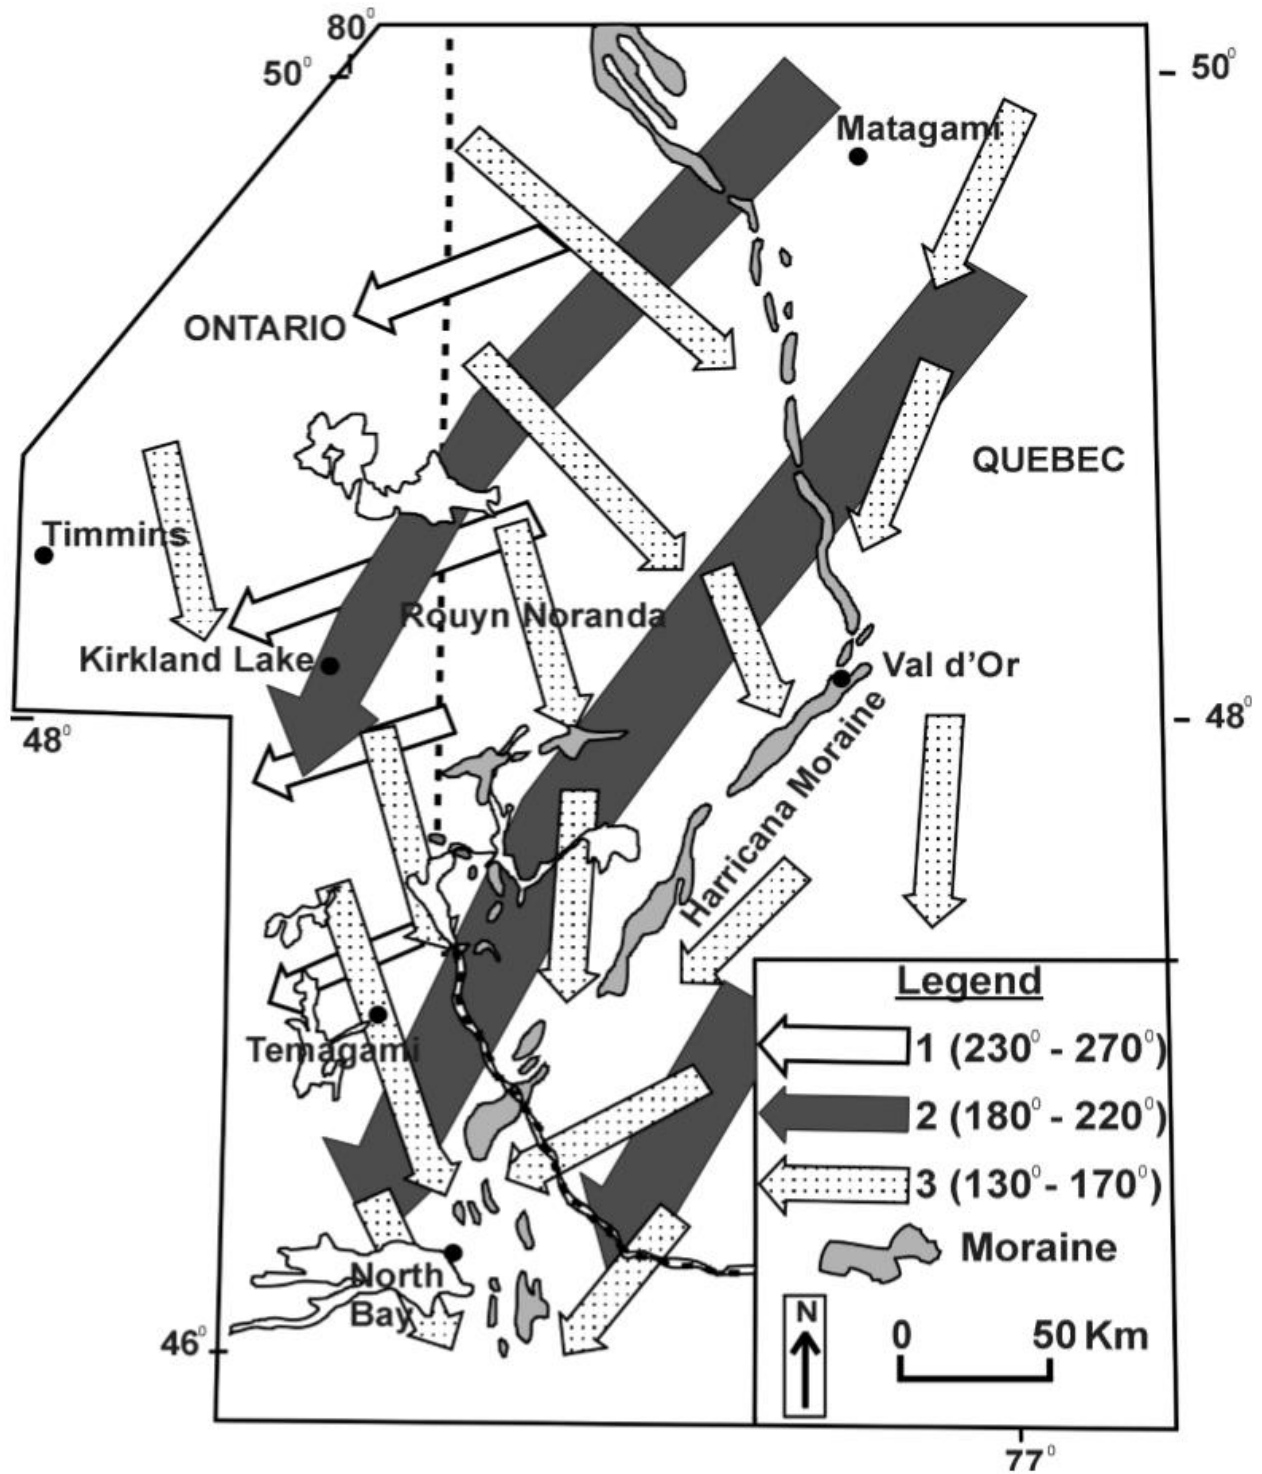 80°
50°
50°
Matagami
ONTARIO
QUEBEC
Timmins
Rouyn Noranda
Kirkland Lake
Val d’Or
48°
48°
Harricana Moraine
Legend
1 (230° - 270°)
2 (180° - 220°)
3 (130° - 170°)
Moraine
Temagami
North
Bay
46°
N
0 50 Km
77°